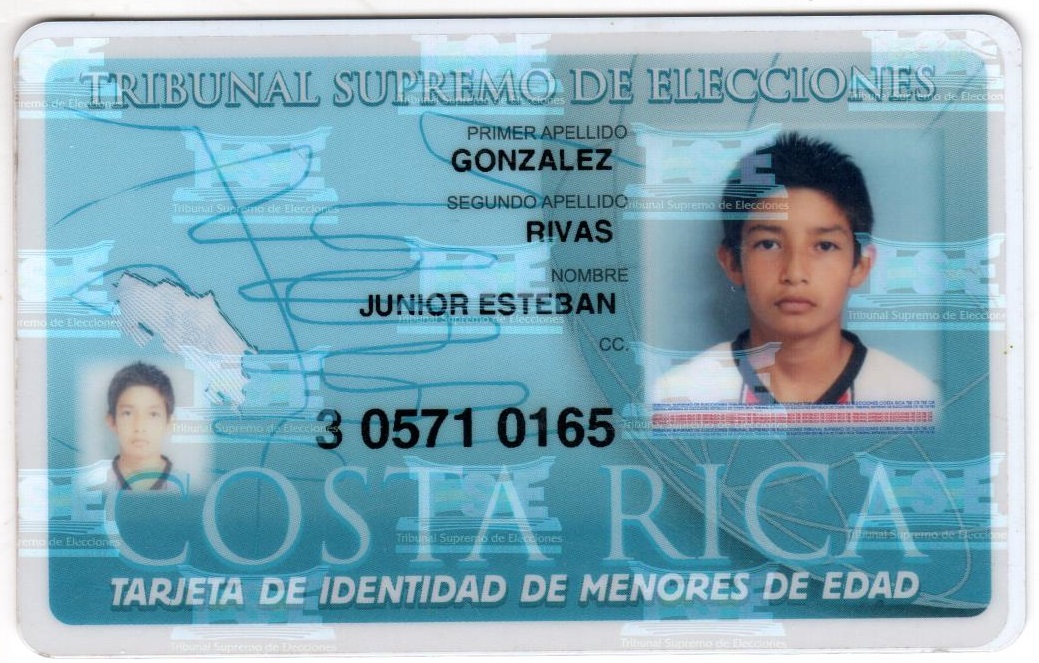 TRIBUNAL SUPREMO DE ELECCIONES
PRIMER APELLIDO
GONZALEZ
SEGUNDO APELLIDO
RIVAS
NOMBRE
JUNIOR ESTEBAN
CC.
3 0571 0165
COSTA RICA
TARJETA DE IDENTIDAD DE MENORES DE EDAD
TSE
Tribunal Supremo de Elecciones